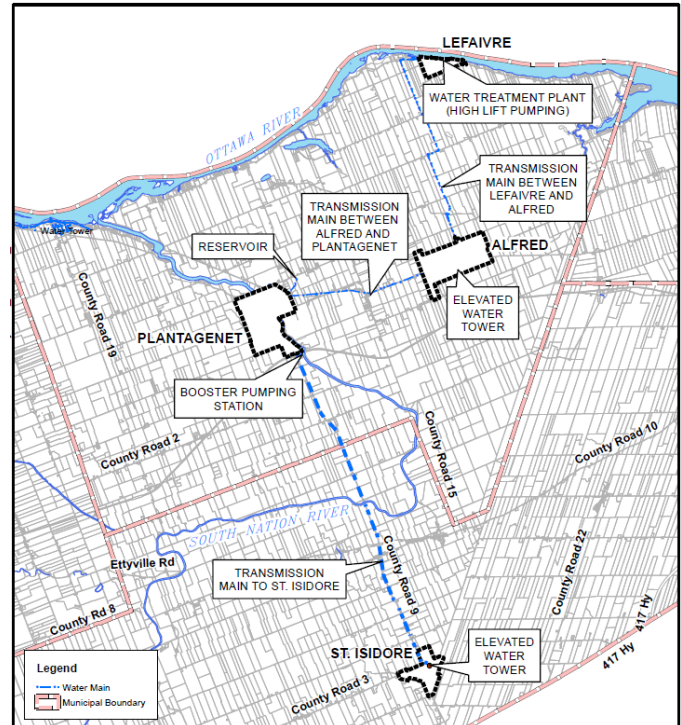 LEFAIVRE
WATER TREATMENT PLANT
(HIGH LIFT PUMPING)
OTTAWA RIVER
TRANSMISSION
MAIN BETWEEN
LEFAIVRE AND
ALFRED
TRANSMISSION
MAIN BETWEEN
ALFRED AND
PLANTAGENET
Water Tower
RESERVOIR
ALFRED
ELEVATED
WATER
TOWER
County Road 19
PLANTAGENET
BOOSTER PUMPING
STATION
County Road 2
County Road 15
County Road 10
SOUTH NATION RIVER
Ettyville Rd
County Road 22
TRANSMISSION
MAIN TO ST. ISIDORE
County Road 9
County Rd 8
417 Hy
417 Hy
ST. ISIDORE
ELEVATED
WATER
TOWER
County Road 3
Legend
Water Main
Municipal Boundary